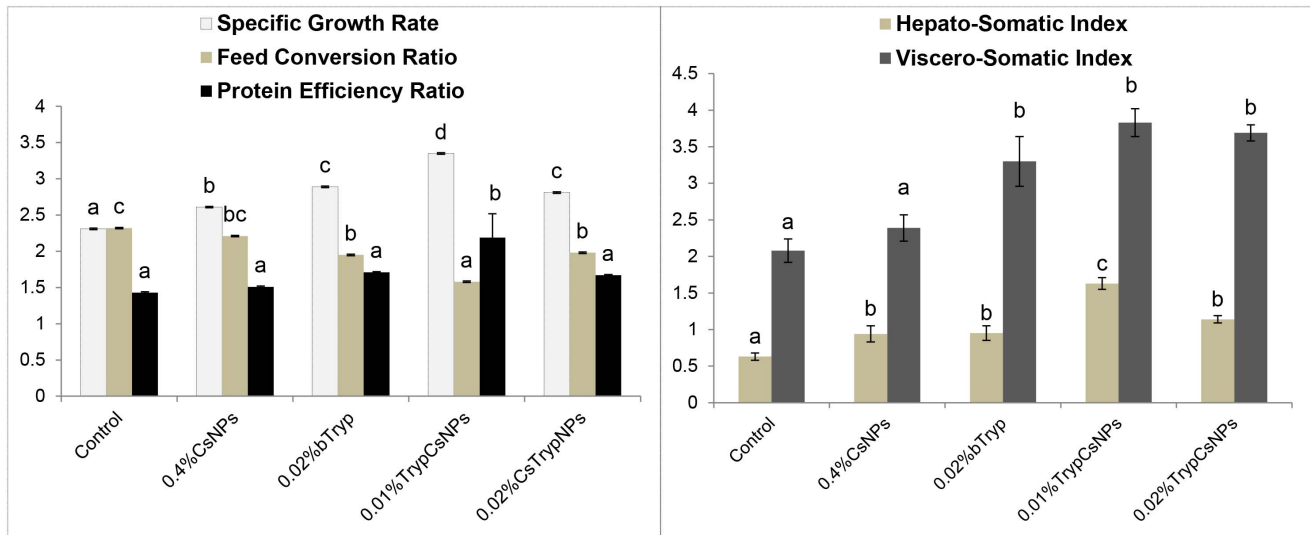 Specific Growth Rate
Feed Conversion Ratio
Protein Efficiency Ratio
4
3.5
3
2.5
2
1.5
1
0.5
0
a c a
b bc a
c b a
d a b
c b a
Control
0.4%CsNPs
0.02%bTryp
0.01%TrypCsNPs
0.02%CsTrypNPs
Hepato-Somatic Index
Viscero-Somatic Index
4.5
4
3.5
3
2.5
2
1.5
1
0.5
0
a a
b a
b b
c b
b b
Control
0.4%CsNPs
0.02%bTryp
0.01%TrypCsNPs
0.02%TrypCsNPs